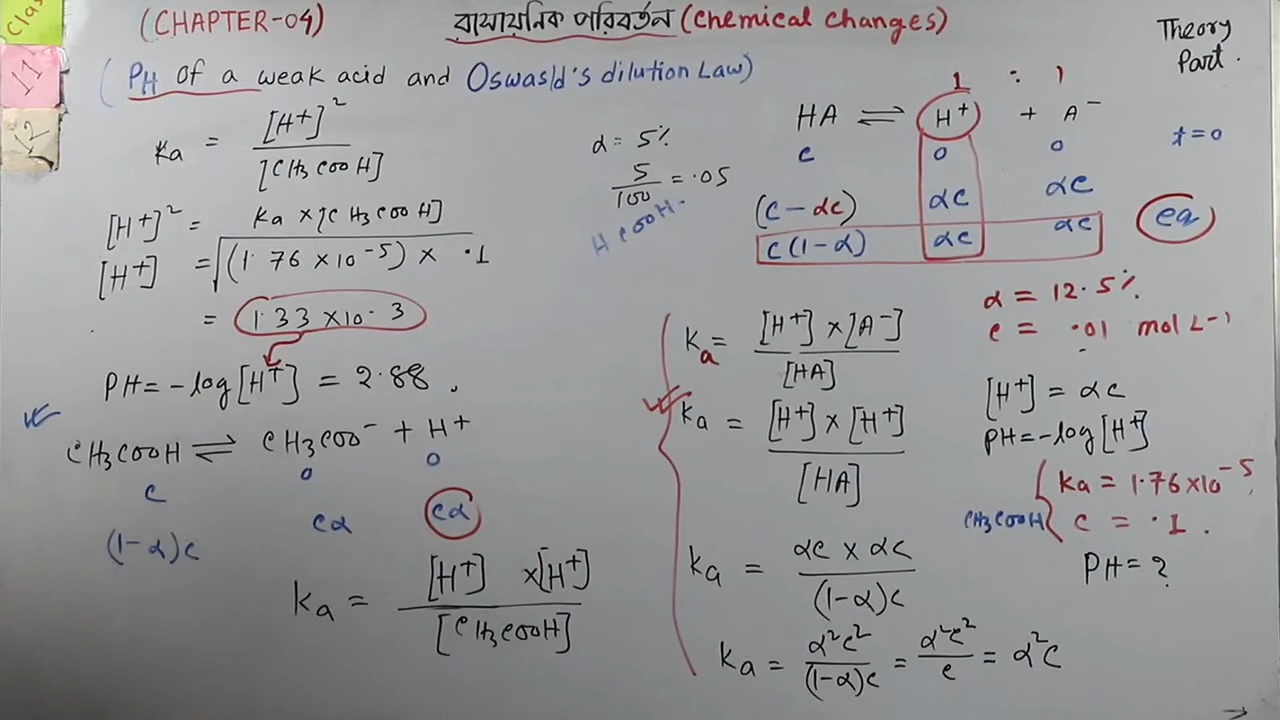 Clas
11
12
(CHAPTER-04)
রাসায়নিক পরিবর্তন (Chemical changes)
Theory
Part.
(PH of a weak acid and Oswasld's dilution Law)
Ka = [H+]² / [CH3COOH]
[H+]² = Ka × [CH3COOH]
[H+] = √(1.76 ×10-5) × .1
= 1.33 ×10-3
PH = -log[H+] = 2.88.
CH3COOH ⇌ CH3COO- + H+
C 0 0
(1-α)C Cα Cα
Ka = [H+] ×[H+] / [CH3COOH]
α = 5%
5/100 = .05
HCOOH.
1 : 1
HA ⇌ H+ + A-
C 0 0 t=0
(C-αC) αC αC
C(1-α) αC αC eq
Ka = [H+] × [A-] / [HA]
Ka = [H+] × [H+] / [HA]
Ka = αC × αC / (1-α)C
Ka = α²C² / (1-α)C = α²C² / C = α²C
α = 12.5%
C = .01 mol L-1
[H+] = αC
PH = -log[H+]
Ka = 1.76×10-5,
CH3COOH C = .1.
PH = ?